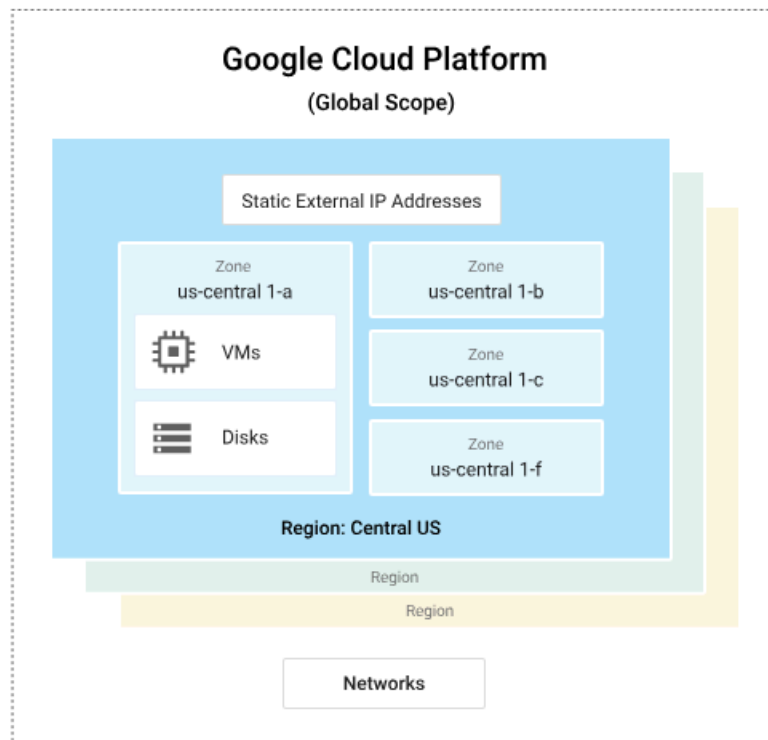 Google Cloud Platform
(Global Scope)
Static External IP Addresses
Zone
us-central 1-a
VMs
Disks
Zone
us-central 1-b
Zone
us-central 1-c
Zone
us-central 1-f
Region: Central US
Region
Region
Networks